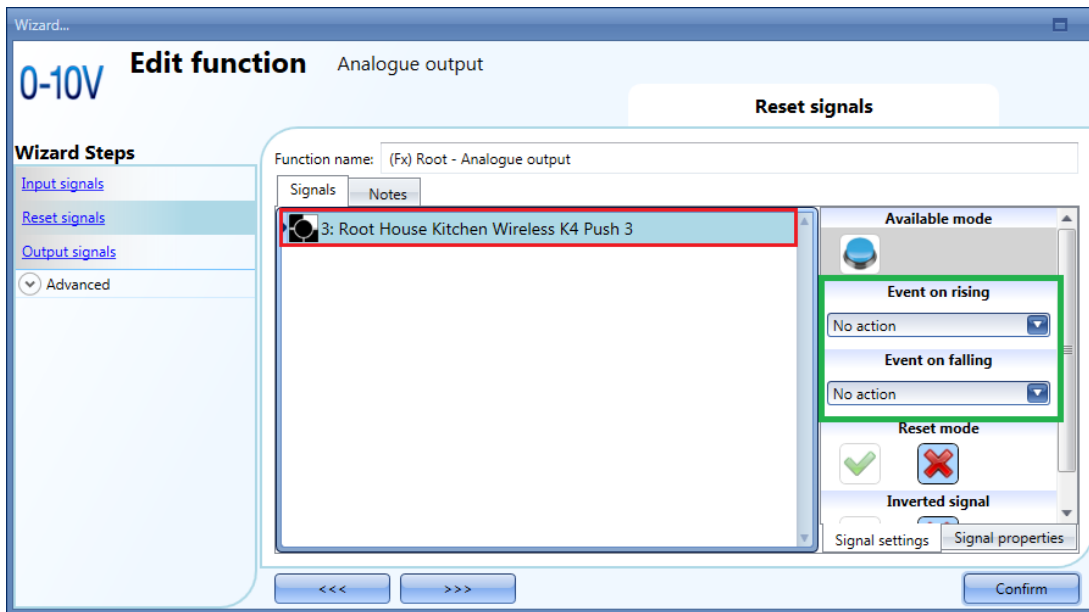 Wizard...
0-10V
Edit function Analogue output
Reset signals
Wizard Steps
Input signals
Reset signals
Output signals
Advanced
Function name: (Fx) Root - Analogue output
Signals Notes
3: Root House Kitchen Wireless K4 Push 3
Available mode
Event on rising
No action
Event on falling
No action
Reset mode
Inverted signal
Signal settings Signal properties
<<< >>> Confirm